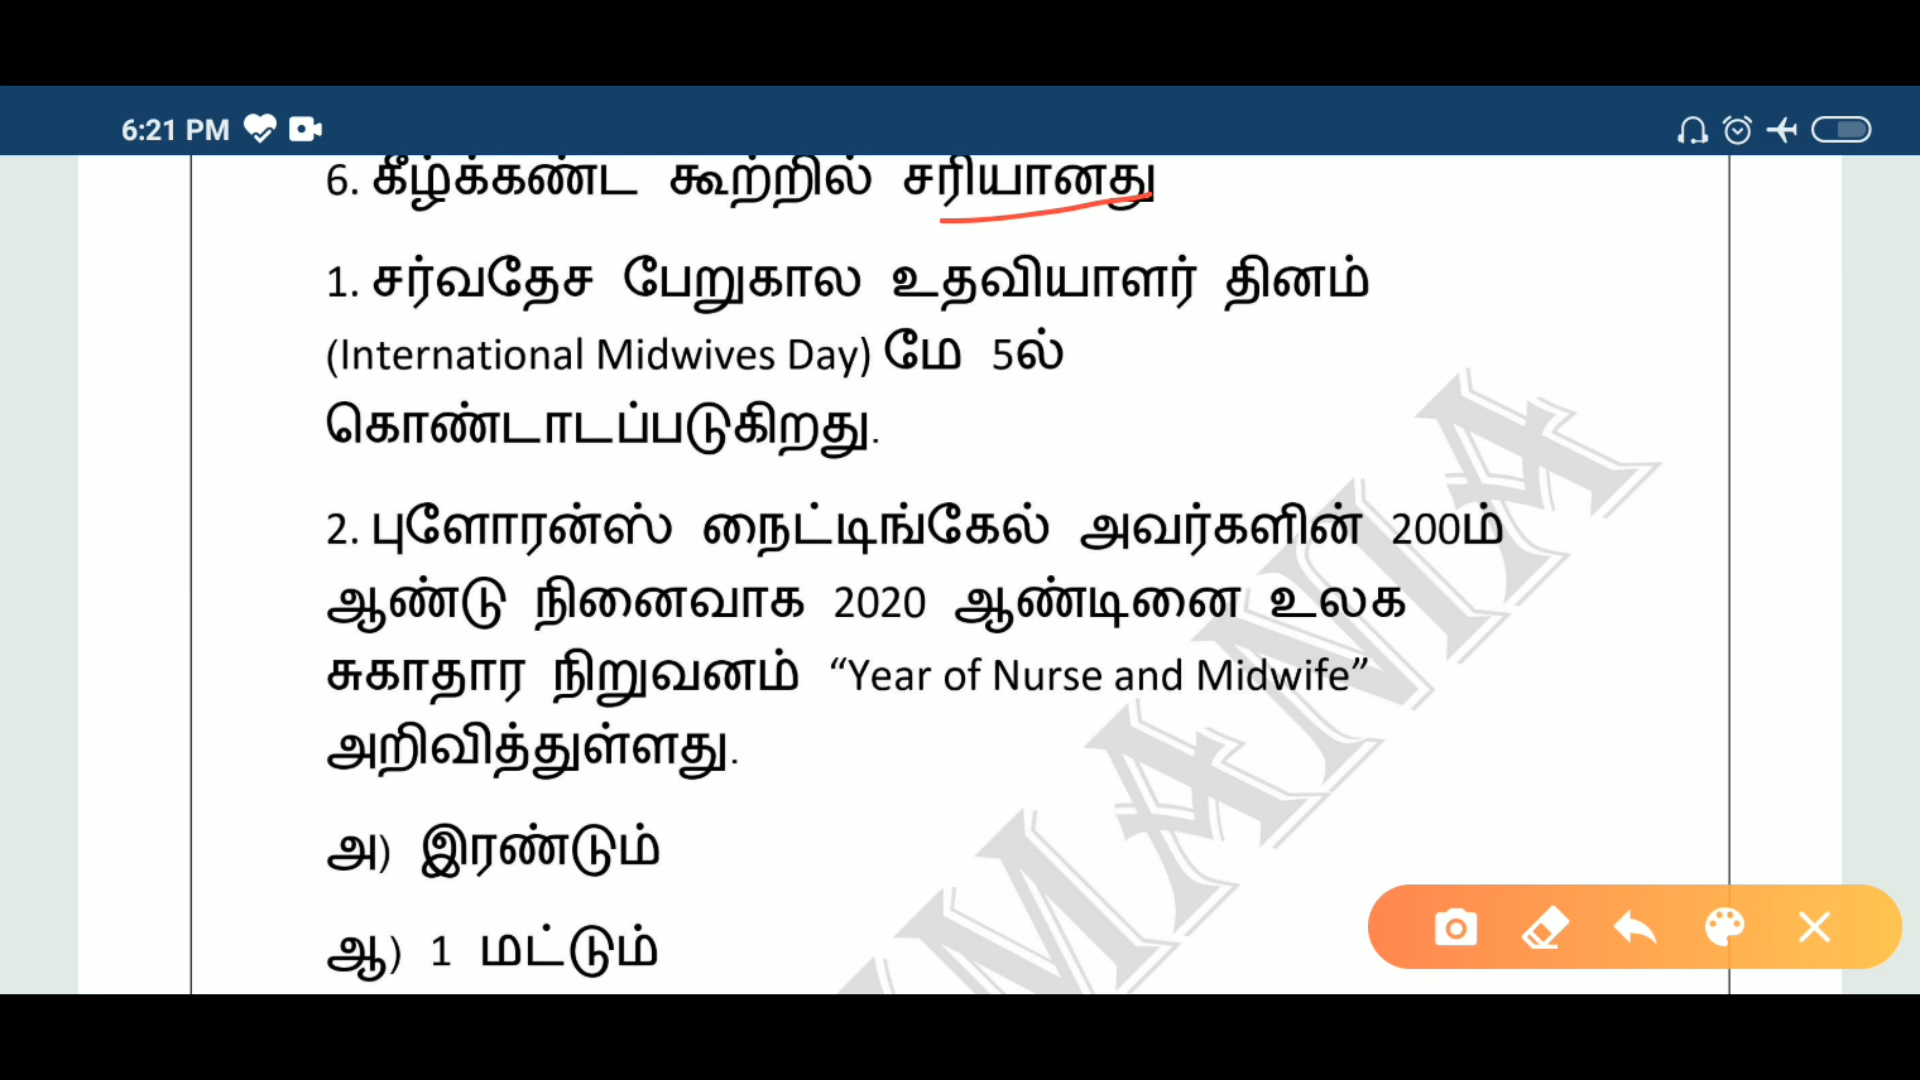 6:21 PM
6. கீழ்க்கண்ட கூற்றில் சரியானது
1. சர்வதேச பேறுகால உதவியாளர் தினம்
(International Midwives Day) மே 5ல்
கொண்டாடப்படுகிறது.
2. புளோரன்ஸ் நைட்டிங்கேல் அவர்களின் 200ம்
ஆண்டு நினைவாக 2020 ஆண்டினை உலக
சுகாதார நிறுவனம் “Year of Nurse and Midwife”
அறிவித்துள்ளது.
அ) இரண்டும்
ஆ) 1 மட்டும்